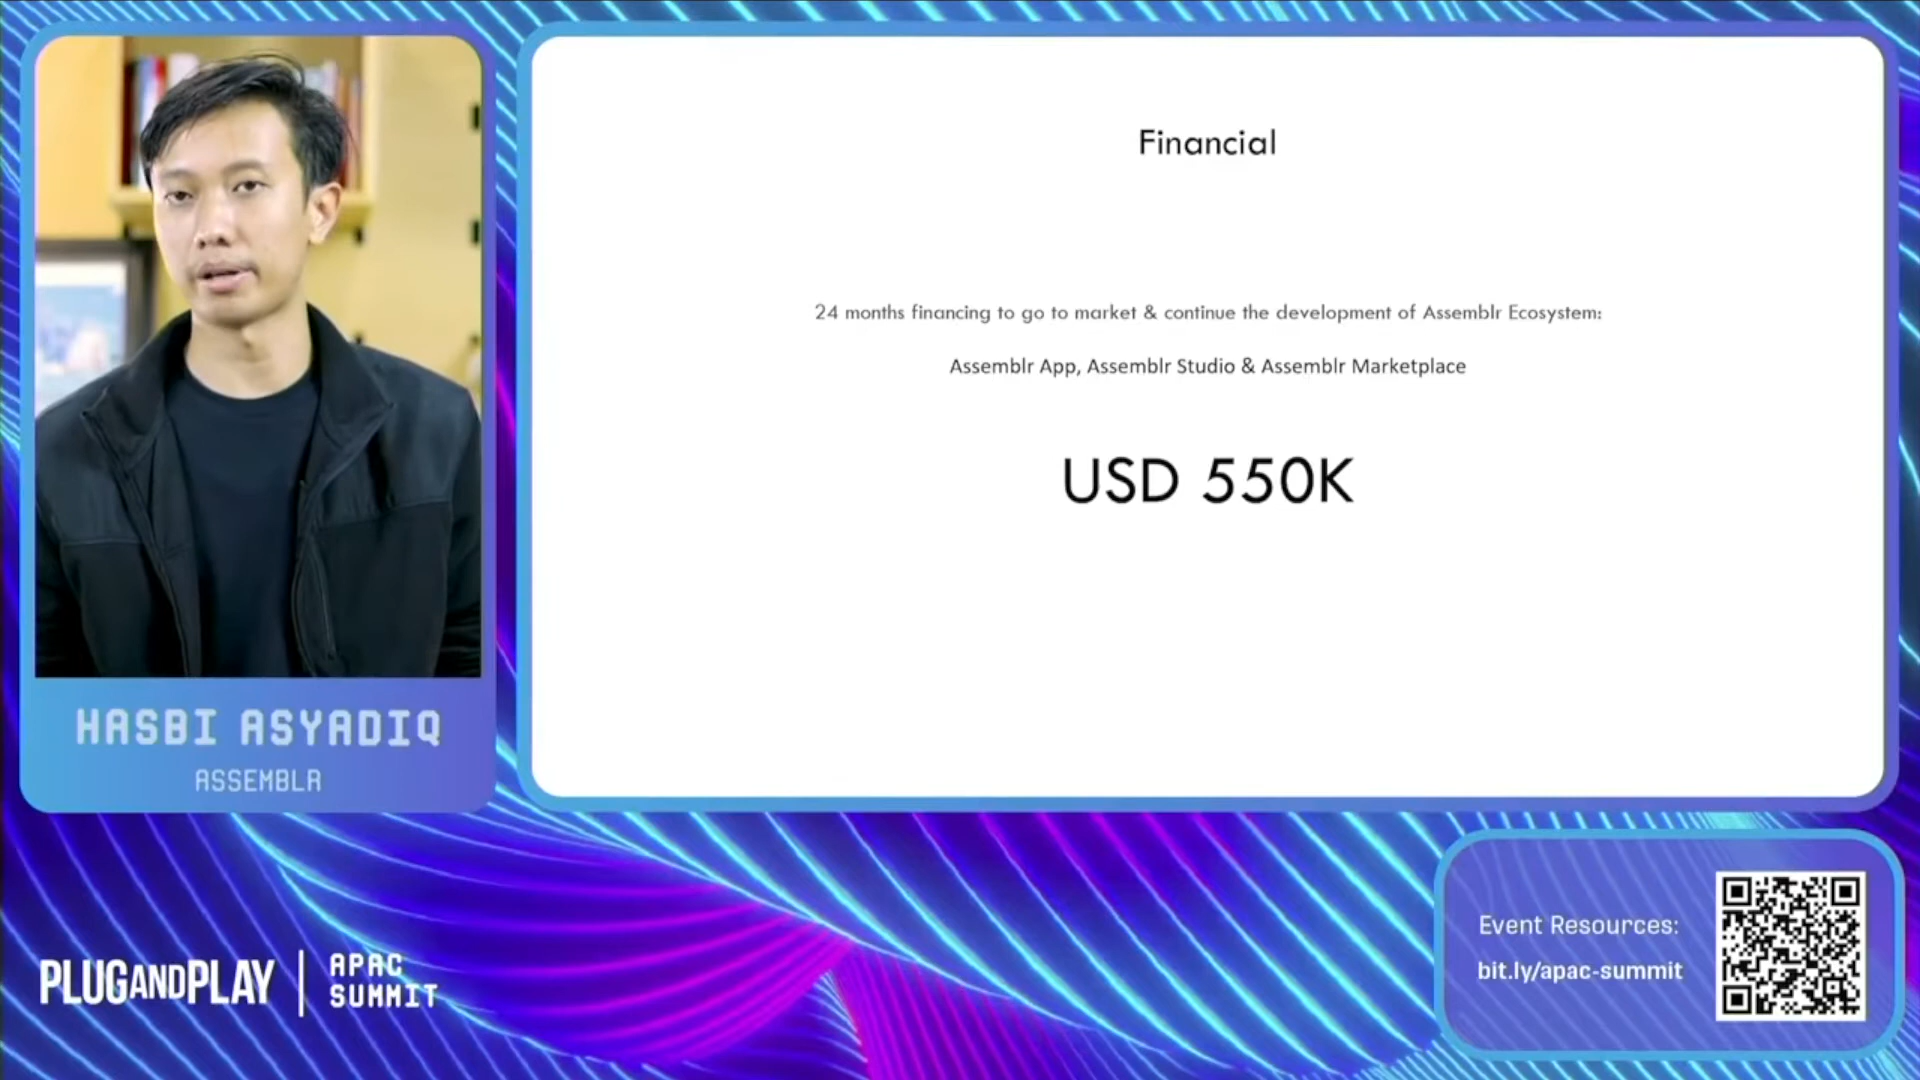 Financial
24 months financing to go to market & continue the development of Assemblr Ecosystem:
Assemblr App, Assemblr Studio & Assemblr Marketplace
USD 550K
HASBI ASYADIQ
ASSEMBLR
PLUGANDPLAY
APAC
SUMMIT
Event Resources:
bit.ly/apac-summit